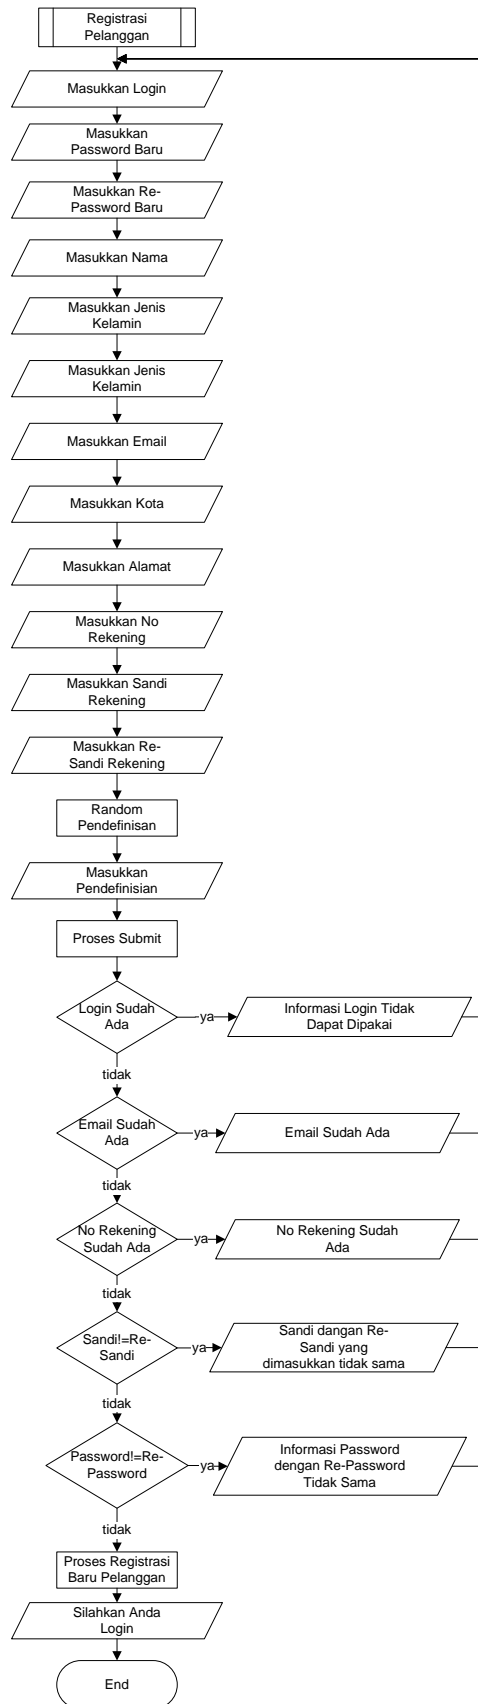 Registrasi
Pelanggan
Masukkan Login
Masukkan
Password Baru
Masukkan Re-
Password Baru
Masukkan Nama
Masukkan Jenis
Kelamin
Masukkan Jenis
Kelamin
Masukkan Email
Masukkan Kota
Masukkan Alamat
Masukkan No
Rekening
Masukkan Sandi
Rekening
Masukkan Re-
Sandi Rekening
Random
Pendefinisan
Masukkan
Pendefinisian
Proses Submit
Login Sudah
Ada
ya
Informasi Login Tidak
Dapat Dipakai
tidak
Email Sudah
Ada
ya
Email Sudah Ada
tidak
No Rekening
Sudah Ada
ya
No Rekening Sudah
Ada
tidak
Sandi!=Re-
Sandi
ya
Sandi dangan Re-
Sandi yang
dimasukkan tidak sama
tidak
Password!=Re-
Password
ya
Informasi Password
dengan Re-Password
Tidak Sama
tidak
Proses Registrasi
Baru Pelanggan
Silahkan Anda
Login
End